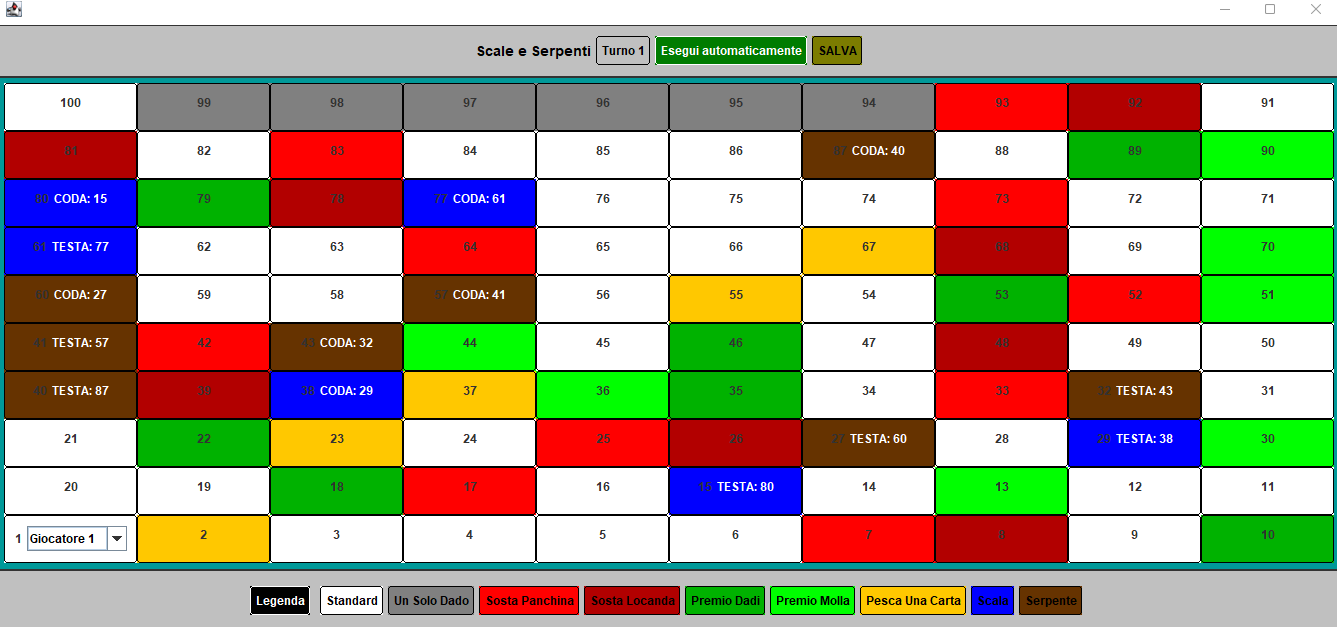 Scale e Serpenti Turno 1 Esegui automaticamente SALVA
100 99 98 97 96 95 94 93 92 91
81 82 83 84 85 86 87 CODA: 40 88 89 90
80 CODA: 15 79 78 77 CODA: 61 76 75 74 73 72 71
61 TESTA: 77 62 63 64 65 66 67 68 69 70
60 CODA: 27 59 58 57 CODA: 41 56 55 54 53 52 51
41 TESTA: 57 42 43 CODA: 32 44 45 46 47 48 49 50
40 TESTA: 87 39 38 CODA: 29 37 36 35 34 33 32 TESTA: 43 31
21 22 23 24 25 26 27 TESTA: 60 28 29 TESTA: 38 30
20 19 18 17 16 15 TESTA: 80 14 13 12 11
1 Giocatore 1 2 3 4 5 6 7 8 9 10
Legenda Standard Un Solo Dado Sosta Panchina Sosta Locanda Premio Dadi Premio Molla Pesca Una Carta Scala Serpente